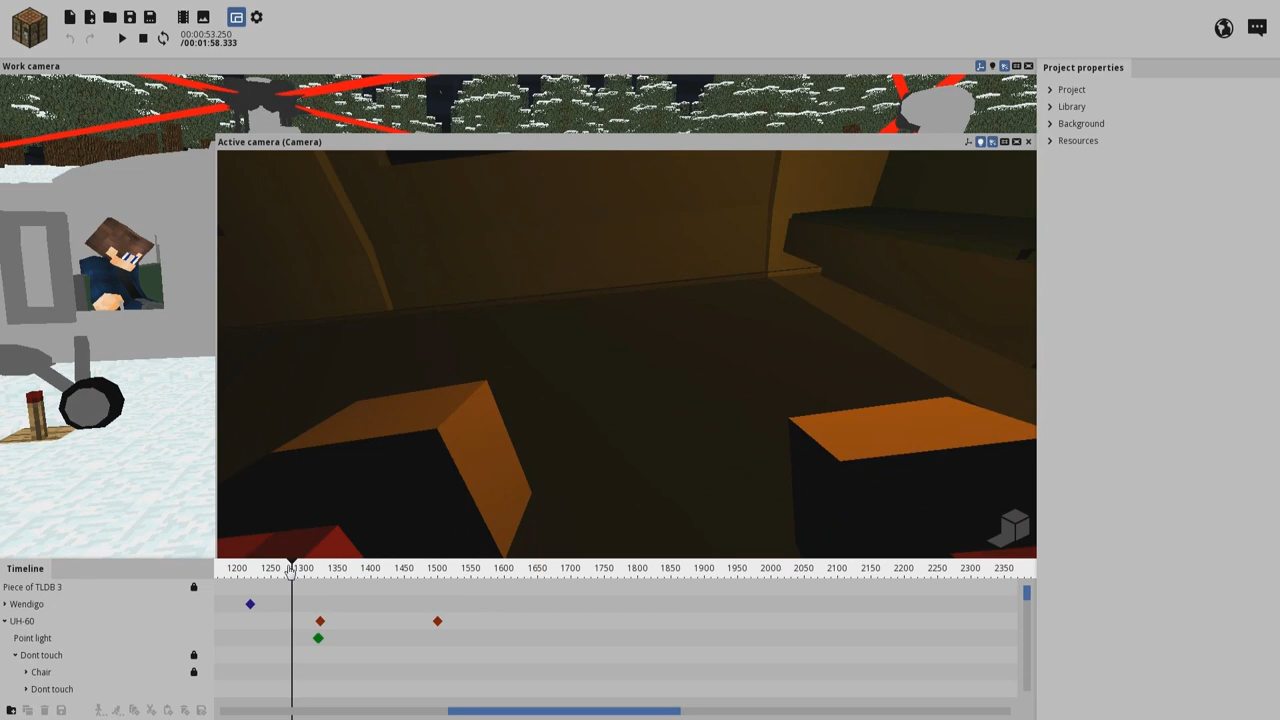 00:00:53.250
/00:01:58.333
Work camera
Project properties
Project
Library
Background
Resources
Active camera (Camera)
Timeline
1200 1250 1300 1350 1400 1450 1500 1550 1600 1650 1700 1750 1800 1850 1900 1950 2000 2050 2100 2150 2200 2250 2300 2350
Piece of TLDB 3
Wendigo
UH-60
Point light
Dont touch
Chair
Dont touch